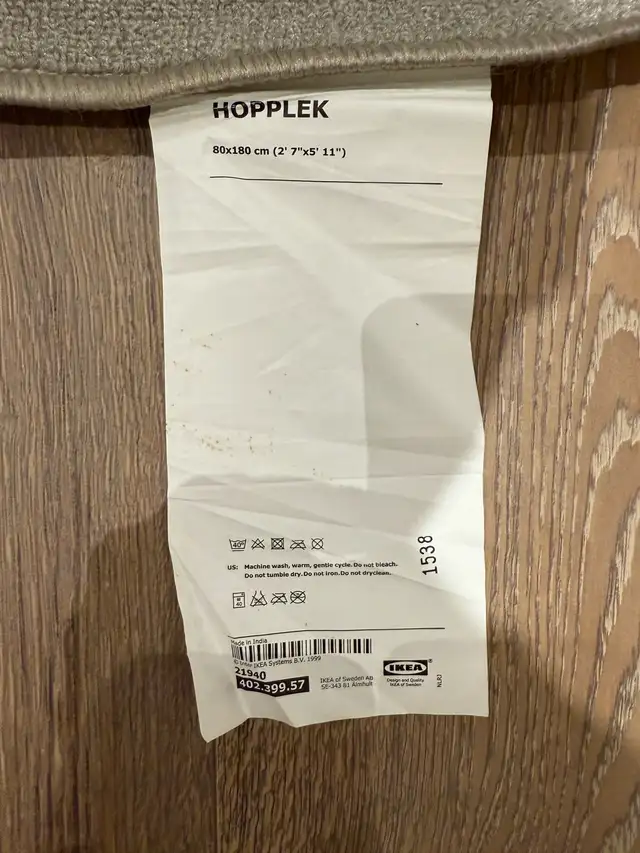 HOPPLEK
80x180 cm (2' 7"x5' 11")
40°
US: Machine wash, warm, gentle cycle. Do not bleach.
Do not tumble dry. Do not iron. Do not dryclean.
1538
40
Made in India
© Inter IKEA Systems B.V. 1999
21940
402.399.57
IKEA of Sweden AB
SE-343 81 Älmhult
IKEA®
Design and Quality
IKEA of Sweden